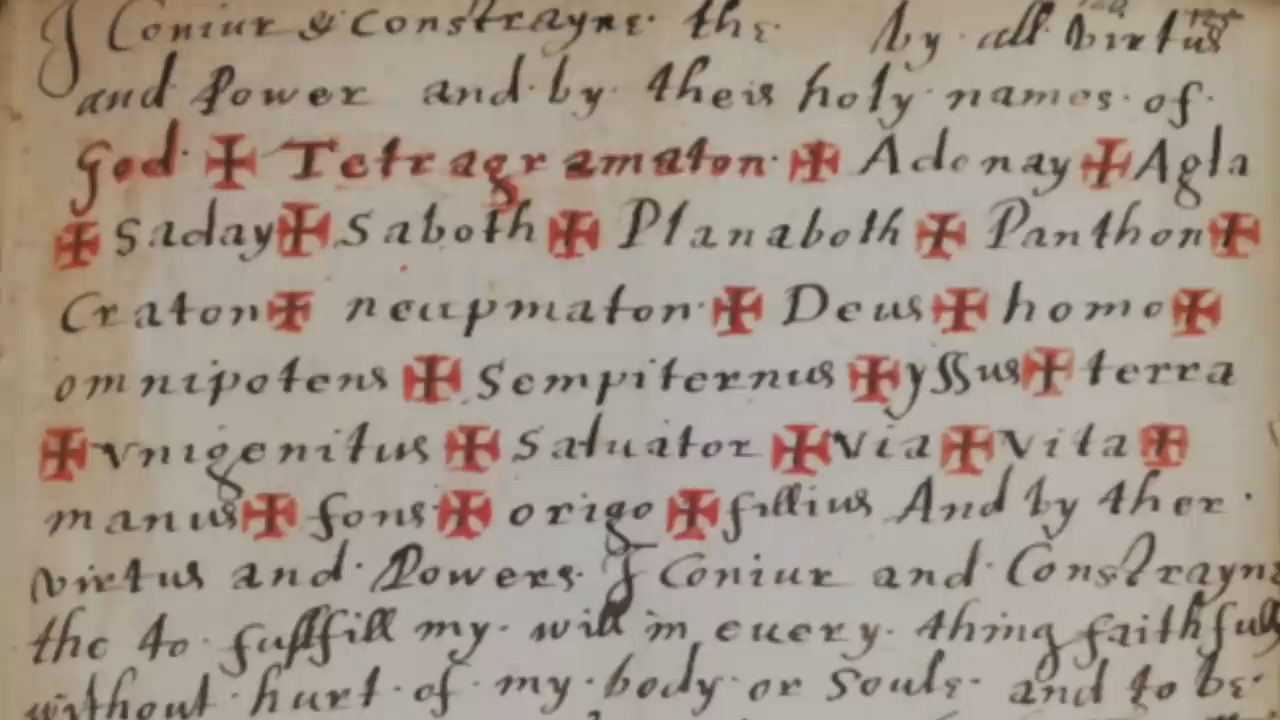 I Coniur & Constrayne the by all virtus
and Power and by theis holy names of
god ✠ Tetragramaton ✠ Adonay ✠ Agla
✠ Saday ✠ Saboth ✠ Planaboth ✠ Panthon ✠
Craton ✠ neupmaton ✠ Deus ✠ homo ✠
omnipotens ✠ Sempiternus ✠ yssus ✠ terra
✠ vnigenitus ✠ Saluator ✠ via ✠ vita ✠
manus ✠ fons ✠ origo ✠ fillius And by ther
virtus and Powers I Coniur and Constrayne
the to fullfill my will in euery thing faithfully
without hurt of my body or Soule and to be